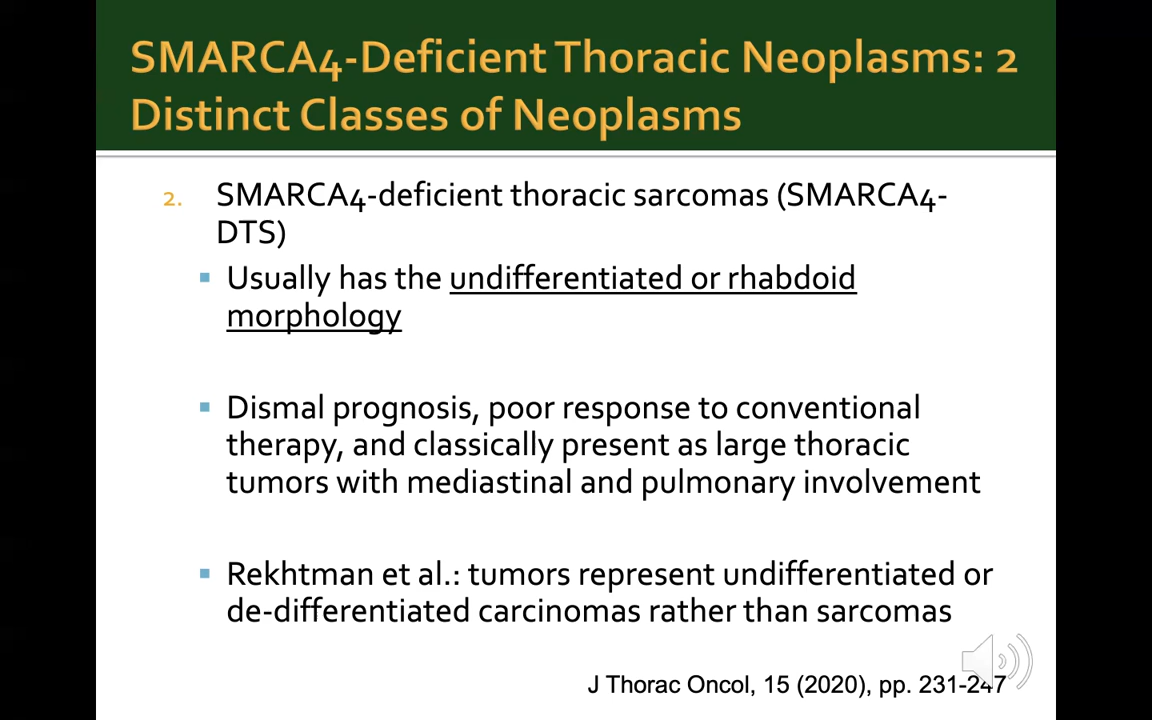 SMARCA4-Deficient Thoracic Neoplasms: 2
Distinct Classes of Neoplasms
2. SMARCA4-deficient thoracic sarcomas (SMARCA4-
DTS)
▪ Usually has the undifferentiated or rhabdoid
morphology
▪ Dismal prognosis, poor response to conventional
therapy, and classically present as large thoracic
tumors with mediastinal and pulmonary involvement
▪ Rekhtman et al.: tumors represent undifferentiated or
de-differentiated carcinomas rather than sarcomas
J Thorac Oncol, 15 (2020), pp. 231-247